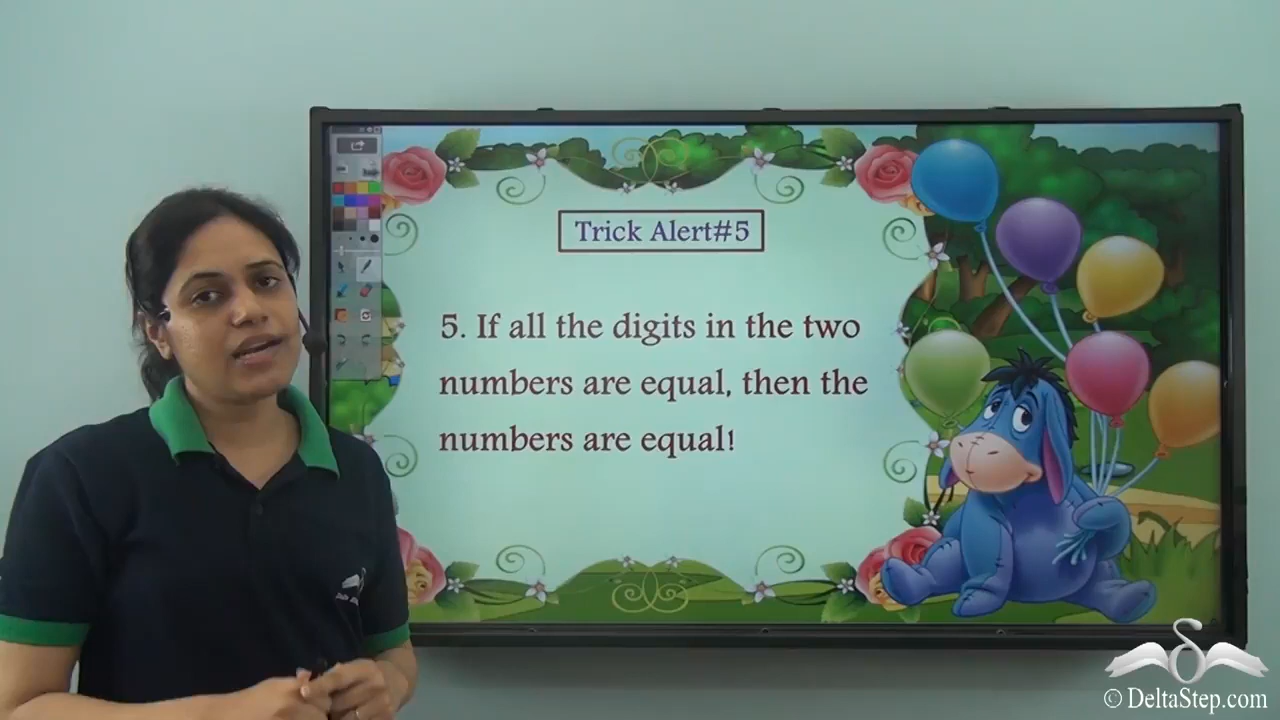 Trick Alert#5
5. If all the digits in the two
numbers are equal, then the
numbers are equal!
© DeltaStep.com